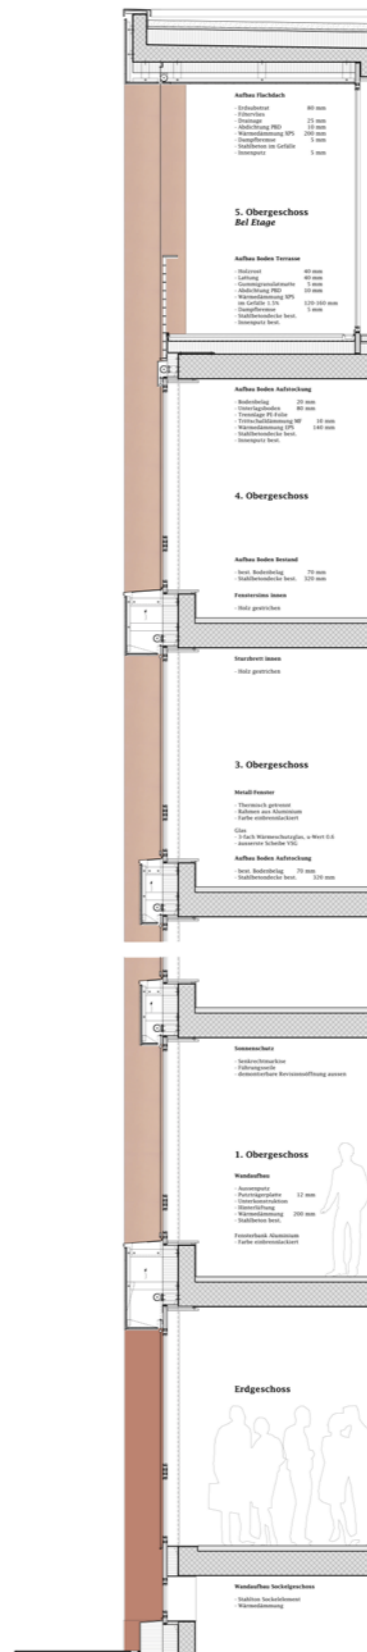 Aufbau Flachdach
- Erdsubstrat 80 mm
- Filtervlies
- Drainage 25 mm
- Abdichtung PBD 10 mm
- Wärmedämmung XPS 200 mm
- Dampfbremse 5 mm
- Stahlbeton im Gefälle
- Innenputz 5 mm
5. Obergeschoss
Bel Etage
Aufbau Boden Terrasse
- Holzrost 40 mm
- Lattung 40 mm
- Gummigranulatmatte 5 mm
- Abdichtung PBD 10 mm
- Wärmedämmung XPS
im Gefälle 1.5% 120-160 mm
- Dampfbremse 5 mm
- Stahlbetondecke best.
- Innenputz best.
Aufbau Boden Aufstockung
- Bodenbelag 20 mm
- Unterlagsboden 80 mm
- Trennlage PE-Folie
- Trittschalldämmung MF 16 mm
- Wärmedämmung EPS 140 mm
- Stahlbetondecke best.
- Innenputz best.
4. Obergeschoss
Aufbau Boden Bestand
- best. Bodenbelag 70 mm
- Stahlbetondecke best. 320 mm
Fenstersims innen
- Holz gestrichen
Sturzbrett innen
- Holz gestrichen
3. Obergeschoss
Metall-Fenster
- Thermisch getrennt
- Rahmen aus Aluminium
- Farbe einbrennlackiert
Glas
- 3-fach Wärmeschutzglas, u-Wert 0.6
- äusserste Scheibe VSG
Aufbau Boden Aufstockung
- best. Bodenbelag 70 mm
- Stahlbetondecke best. 320 mm
Sonnenschutz
- Senkrechtmarkise
- Führungsseile
- demontierbare Revisionsöffnung aussen
1. Obergeschoss
Wandaufbau
- Aussenputz
- Putzträgerplatte 12 mm
- Unterkonstruktion
- Hinterlüftung
- Wärmedämmung 200 mm
- Stahlbeton best.
Fensterbank Aluminium
- Farbe einbrennlackiert
Erdgeschoss
Wandaufbau Sockelgeschoss
- Stahlton Sockelelement
- Wärmedämmung